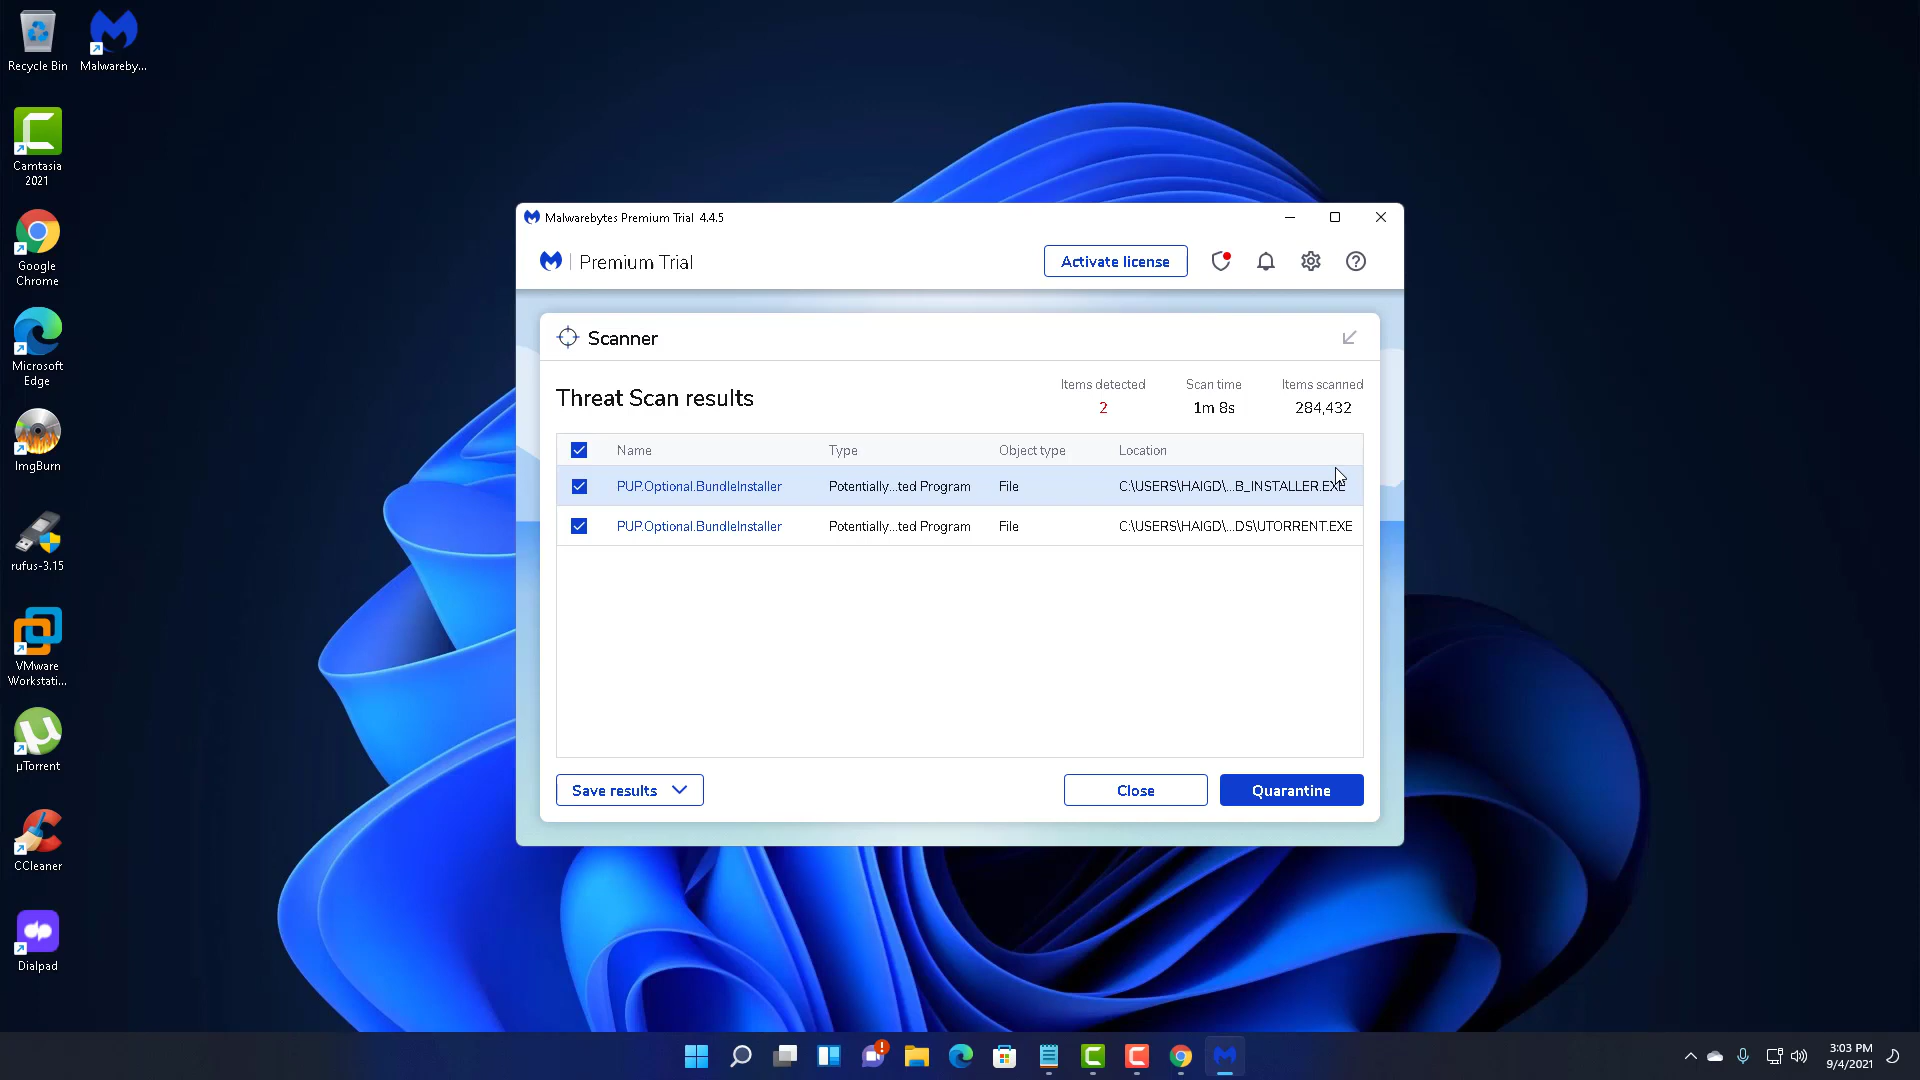 Recycle Bin
Malwareby...
Camtasia
2021
Google
Chrome
Microsoft
Edge
ImgBurn
rufus-3.15
VMware
Workstati...
µTorrent
CCleaner
Dialpad
Malwarebytes Premium Trial 4.4.5
Premium Trial
Activate license
Scanner
Threat Scan results
Items detected
2
Scan time
1m 8s
Items scanned
284,432
Name Type Object type Location
PUP.Optional.BundleInstaller Potentially...ted Program File C:\USERS\HAIGD\...B_INSTALLER.EXE
PUP.Optional.BundleInstaller Potentially...ted Program File C:\USERS\HAIGD\...DS\UTORRENT.EXE
Save results
Close
Quarantine
3:03 PM
9/4/2021